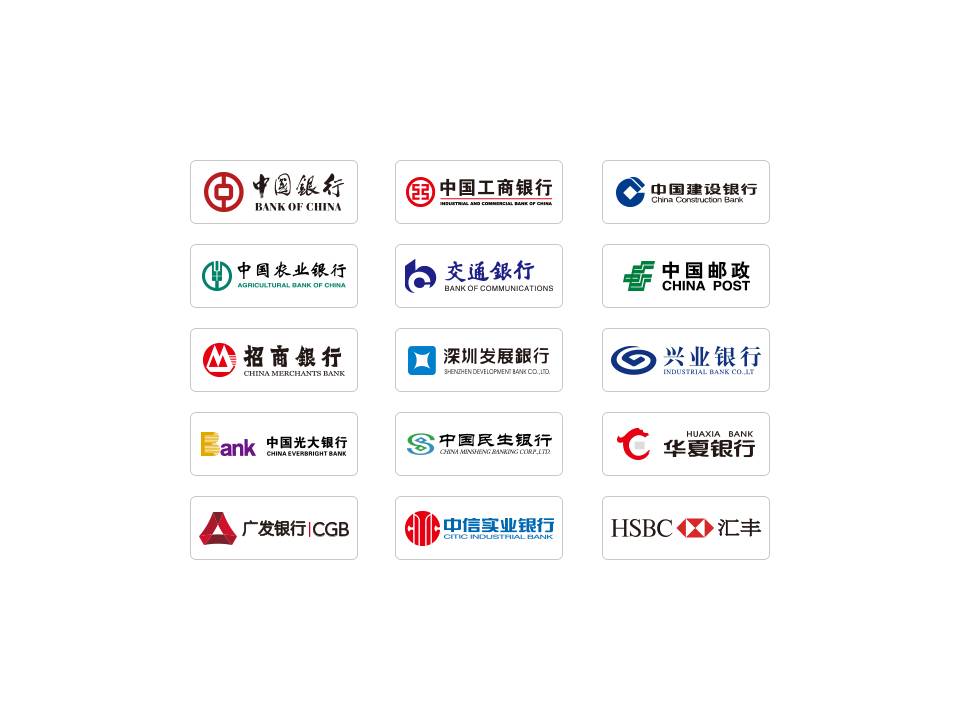 中国銀行
BANK OF CHINA
中国工商银行
INDUSTRIAL AND COMMERCIAL BANK OF CHINA
中国建设银行
China Construction Bank
中国农业银行
AGRICULTURAL BANK OF CHINA
交通銀行
BANK OF COMMUNICATIONS
中国邮政
CHINA POST
招商銀行
CHINA MERCHANTS BANK
深圳发展銀行
SHENZHEN DEVELOPMENT BANK CO.,LTD.
兴业银行
INDUSTRIAL BANK CO.,LT
Bank
中国光大银行
CHINA EVERBRIGHT BANK
中国民生银行
CHINA MINSHENG BANKING CORP.,LTD.
HUAXIA BANK
华夏银行
广发银行|CGB
CITIC
中信实业银行
CITIC INDUSTRIAL BANK
HSBC 汇丰